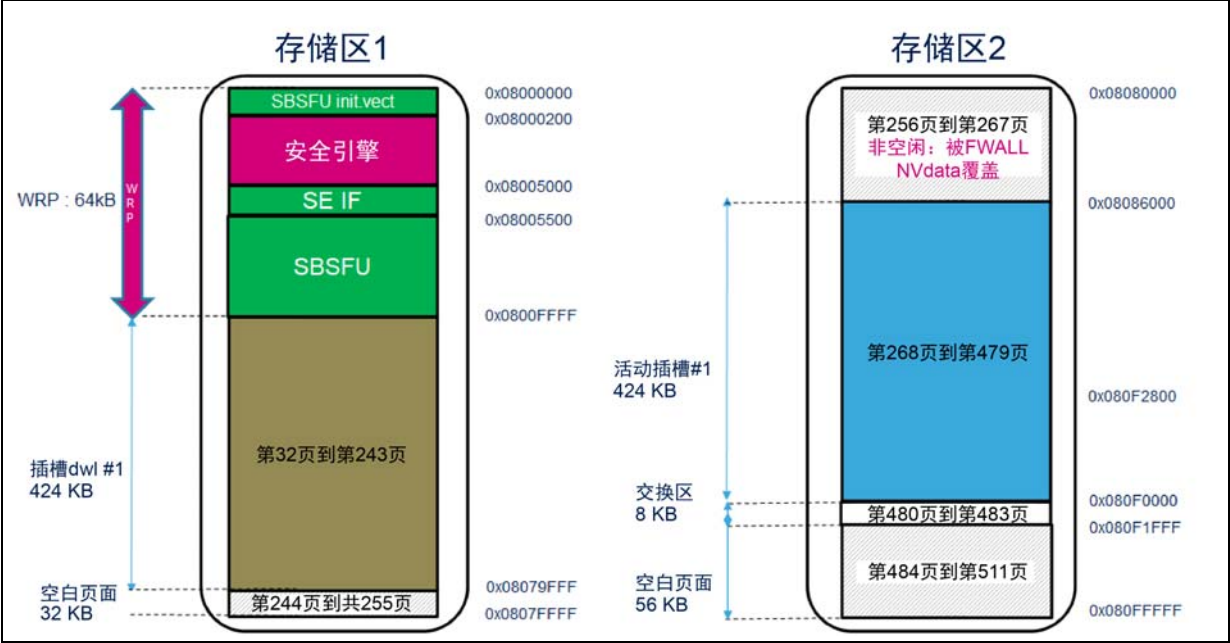 存储区1
SBSFU init.vect
0x08000000
0x08000200
安全引擎
WRP : 64kB
WRP
SE IF
0x08005000
0x08005500
SBSFU
0x0800FFFF
第32页到第243页
插槽dwl #1
424 KB
空白页面
32 KB
第244页到共255页
0x08079FFF
0x0807FFFF
存储区2
0x08080000
第256页到第267页
非空闲：被FWALL
NVdata覆盖
0x08086000
第268页到第479页
活动插槽#1
424 KB
0x080F2800
交换区
8 KB
第480页到第483页
0x080F0000
0x080F1FFF
第484页到第511页
空白页面
56 KB
0x080FFFFF